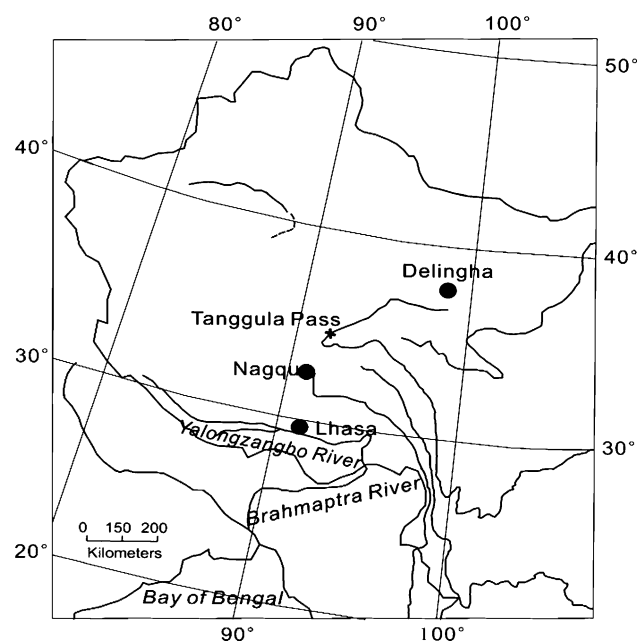 80° 90° 100°
50°
40°
40°
Delingha
Tanggula Pass
30°
Nagqu
Lhasa
Yalongzangbo River
30°
Brahmaptra River
0 150 200
Kilometers
20°
Bay of Bengal
90° 100°